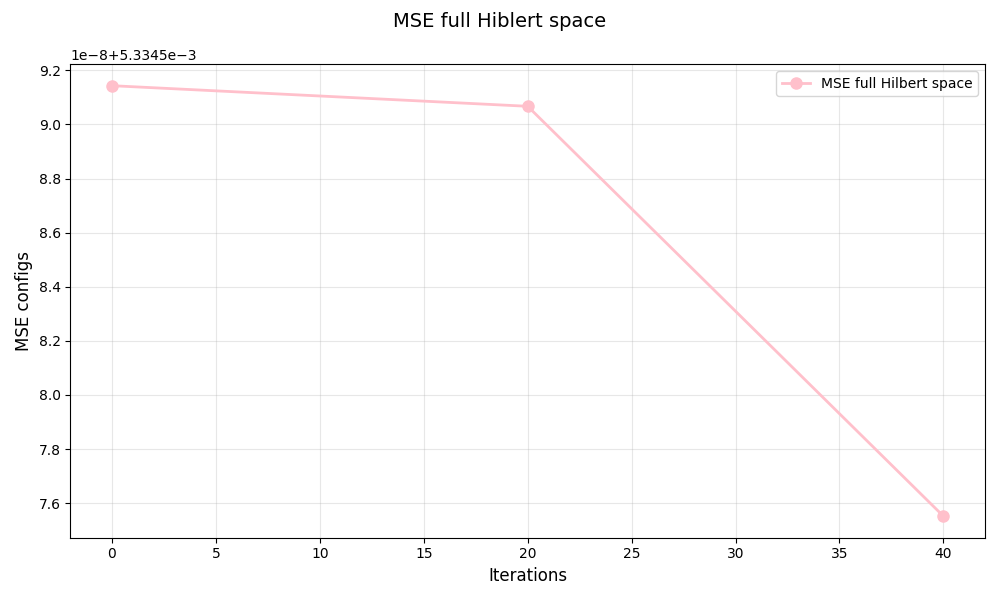 MSE full Hiblert space
1e−8+5.3345e−3
MSE full Hilbert space
9.2
9.0
8.8
8.6
8.4
8.2
8.0
7.8
7.6
MSE configs
0 5 10 15 20 25 30 35 40
Iterations